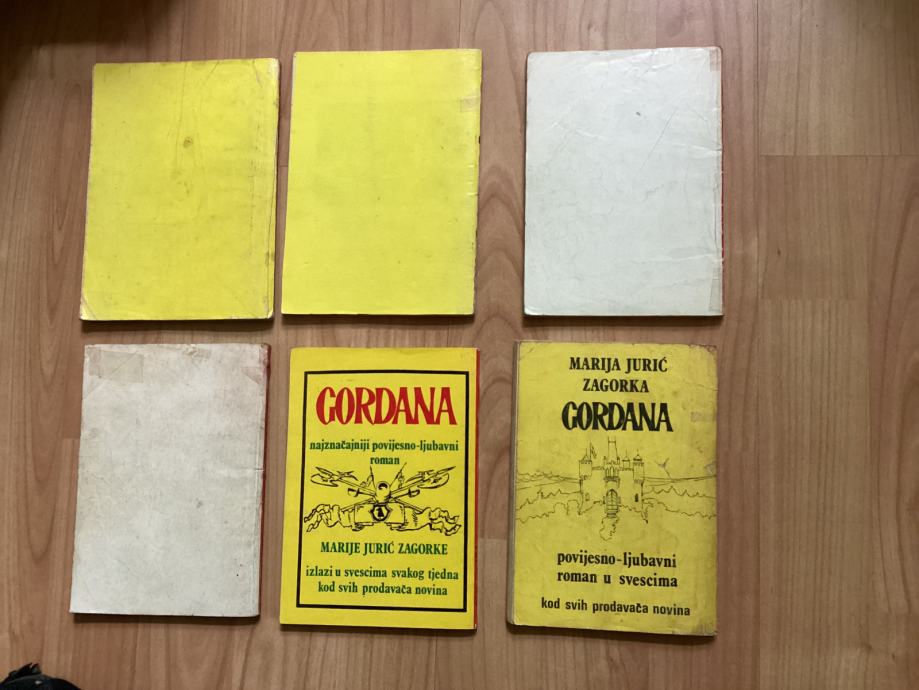 GORDANA
najznačajniji povijesno-ljubavni
roman
MARIJE JURIĆ ZAGORKE
izlazi u svescima svakog tjedna
kod svih prodavača novina
MARIJA JURIĆ
ZAGORKA
GORDANA
povijesno-ljubavni
roman u svescima
kod svih prodavača novina